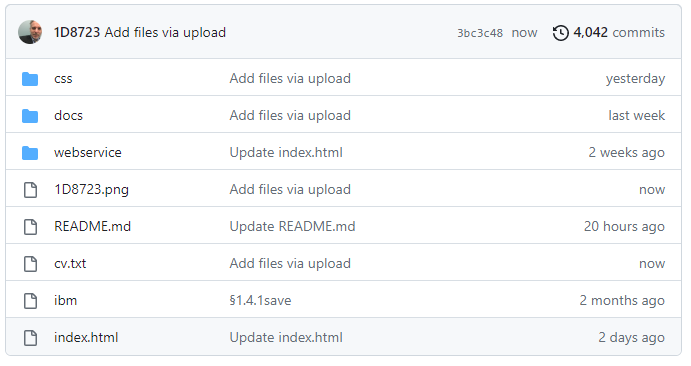 1D8723 Add files via upload 3bc3c48 now 4,042 commits
css Add files via upload yesterday
docs Add files via upload last week
webservice Update index.html 2 weeks ago
1D8723.png Add files via upload now
README.md Update README.md 20 hours ago
cv.txt Add files via upload now
ibm §1.4.1save 2 months ago
index.html Update index.html 2 days ago